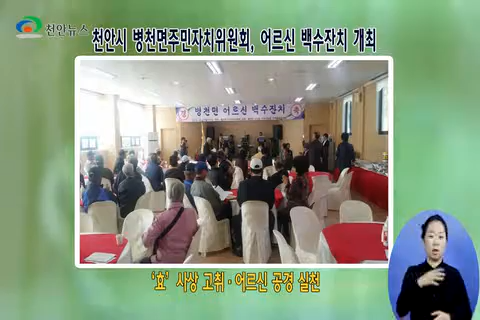 천안뉴스
천안시 병천면주민자치위원회, 어르신 백수잔치 개최
병천면 어르신 백수잔치
'효' 사상 고취·어르신 공경 실천